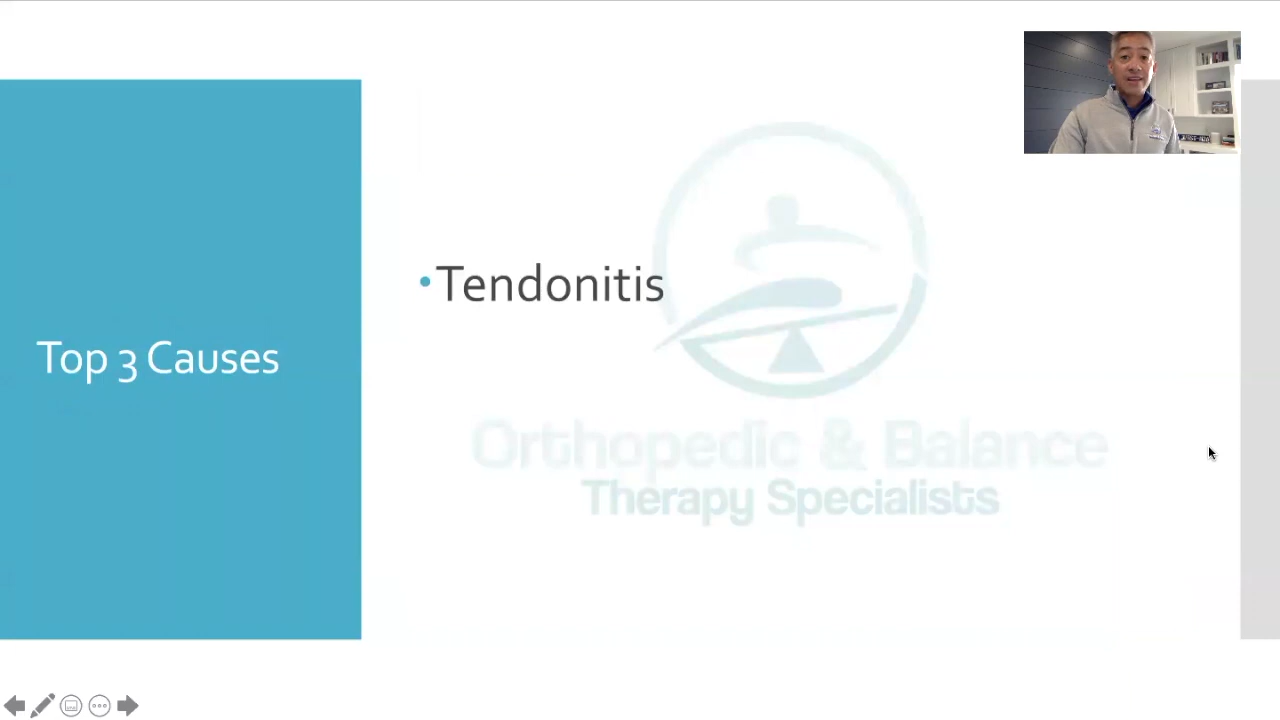 Top 3 Causes
•Tendonitis
Orthopedic & Balance
Therapy Specialists